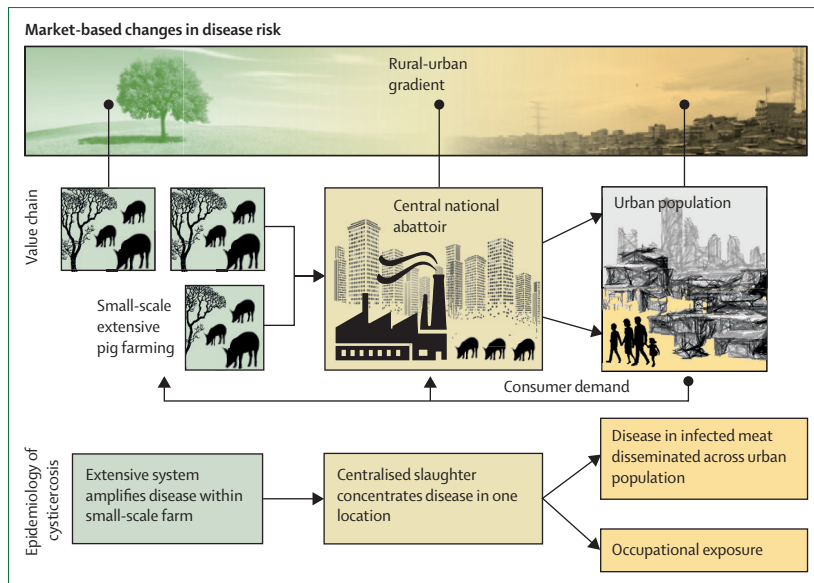 Market-based changes in disease risk
Rural-urban
gradient
Value chain
Central national
abattoir
Urban population
Small-scale
extensive
pig farming
Consumer demand
Epidemiology of
cysticercosis
Extensive system
amplifies disease within
small-scale farm
Centralised slaughter
concentrates disease in one
location
Disease in infected meat
disseminated across urban
population
Occupational exposure